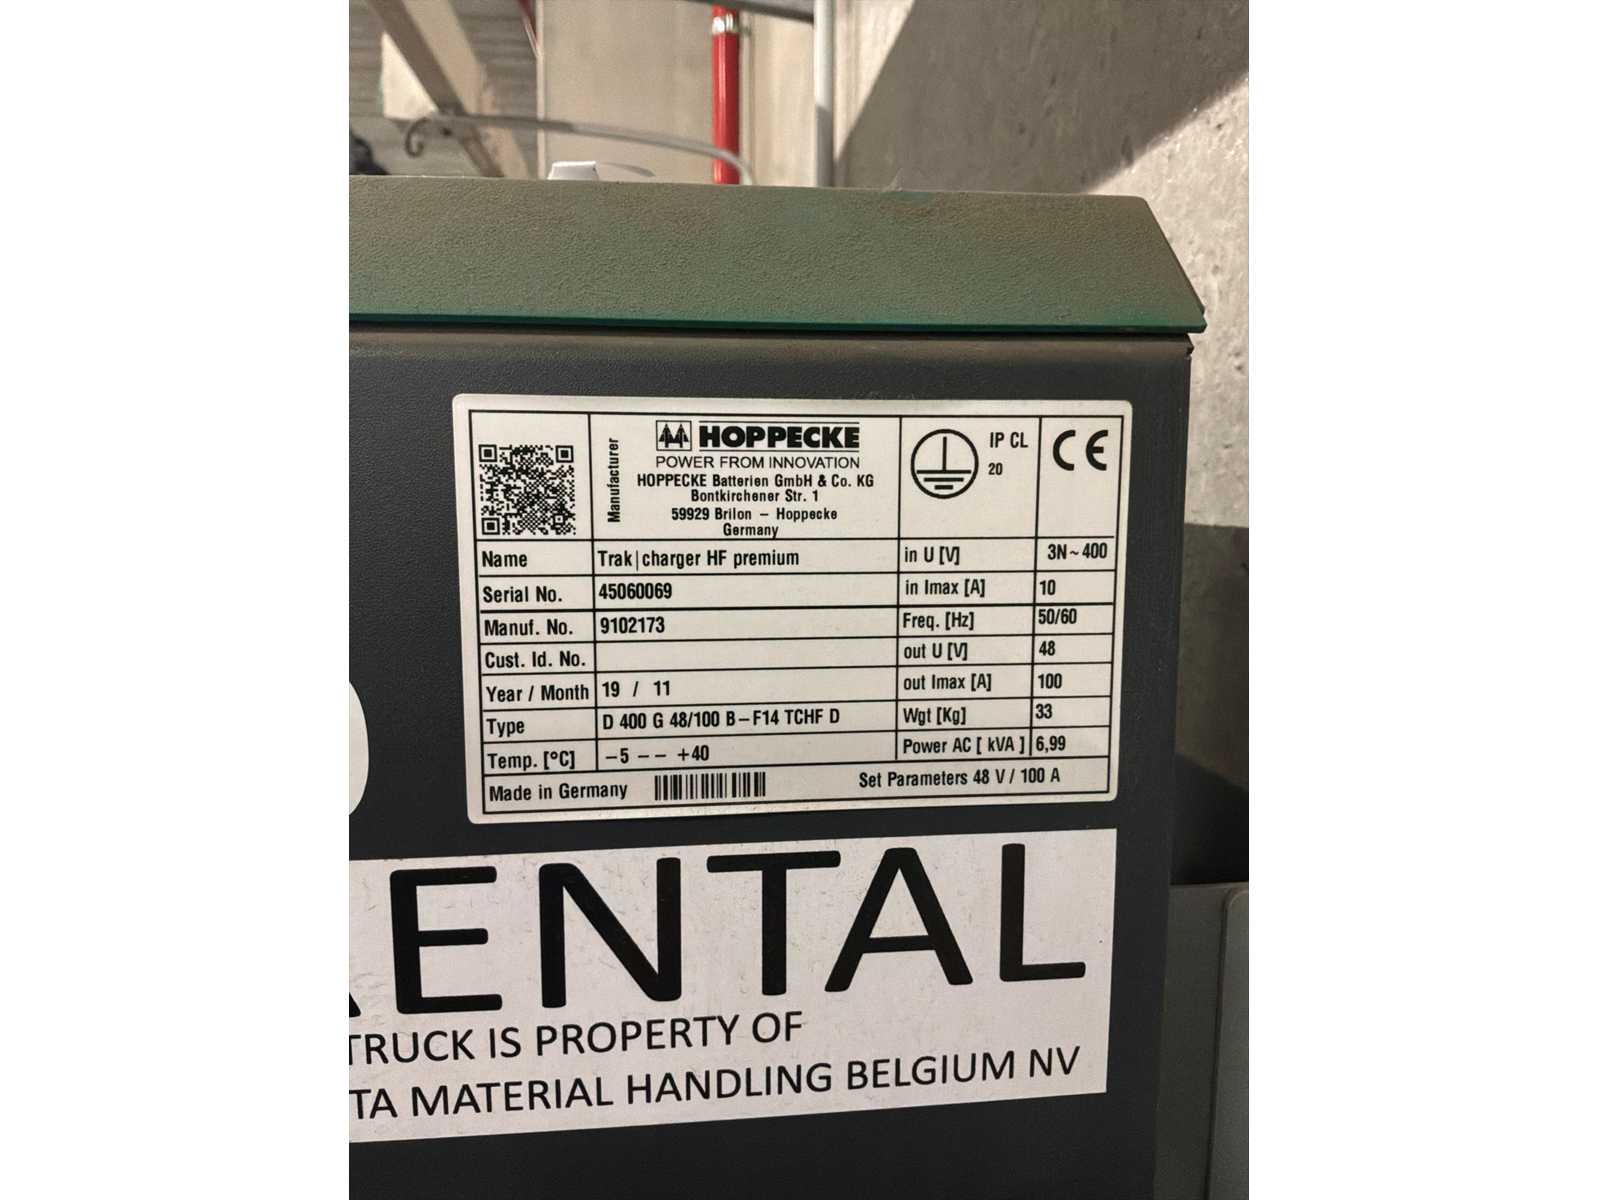 Manufacturer
HOPPECKE
POWER FROM INNOVATION
HOPPECKE Batterien GmbH & Co. KG
Bontkirchener Str. 1
59929 Brilon – Hoppecke
Germany
IP CL
20
CE
Name Trak|charger HF premium
Serial No. 45060069
Manuf. No. 9102173
Cust. Id. No.
Year / Month 19 / 11
Type D 400 G 48/100 B–F14 TCHF D
Temp. [°C] –5 –– +40
in U [V] 3N~400
in Imax [A] 10
Freq. [Hz] 50/60
out U [V] 48
out Imax [A] 100
Wgt [Kg] 33
Power AC [ kVA ] 6,99
Made in Germany
Set Parameters 48 V / 100 A
RENTAL
TRUCK IS PROPERTY OF
TA MATERIAL HANDLING BELGIUM NV